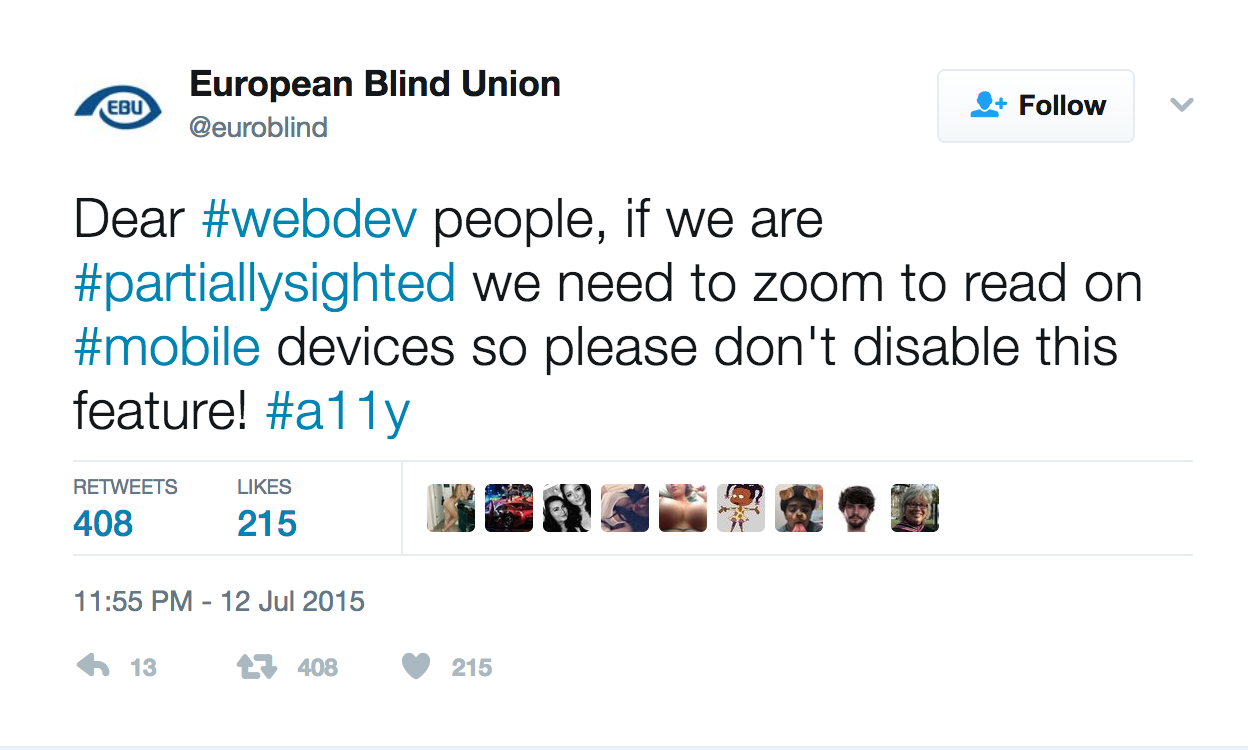 EBU
European Blind Union
@euroblind
Follow
Dear #webdev people, if we are
#partiallysighted we need to zoom to read on
#mobile devices so please don't disable this
feature! #a11y
RETWEETS LIKES
408 215
11:55 PM - 12 Jul 2015
13 408 215